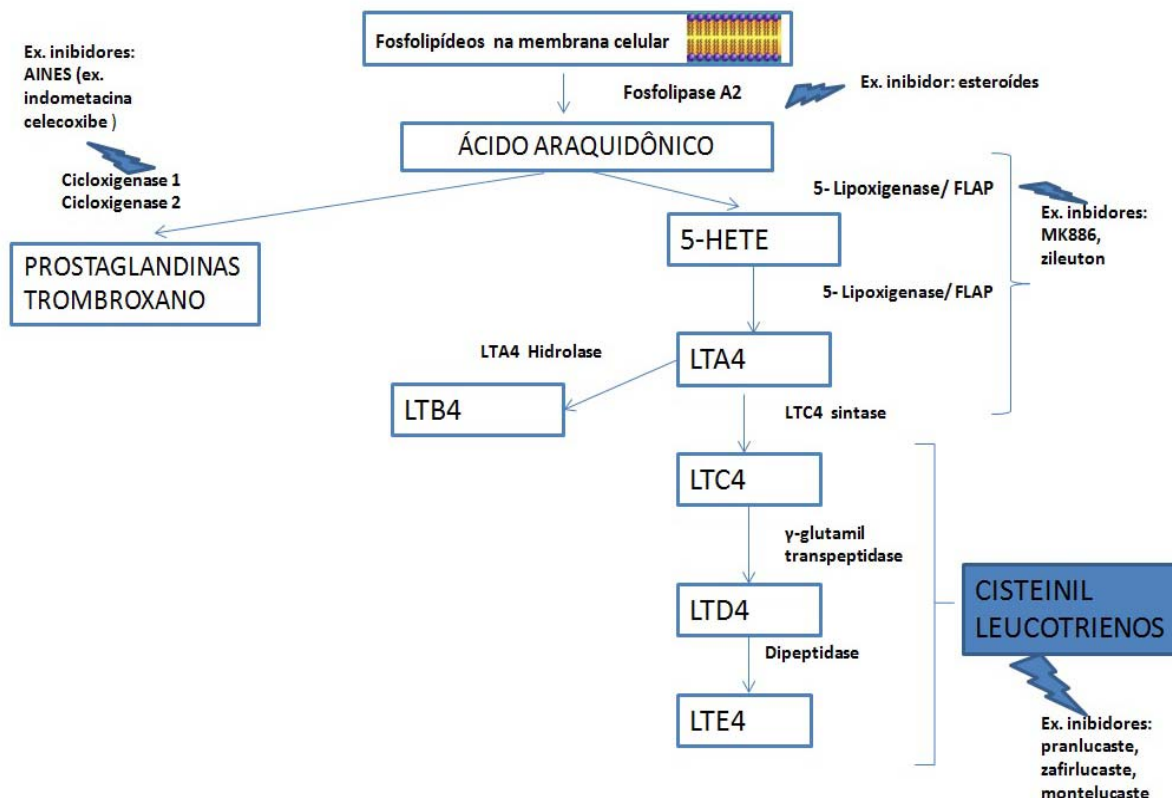 Fosfolipídeos na membrana celular
Ex. inibidores:
AINES (ex.
indometacina
celecoxibe )
Fosfolipase A2
Ex. inibidor: esteroídes
ÁCIDO ARAQUIDÔNICO
Cicloxigenase 1
Cicloxigenase 2
5- Lipoxigenase/ FLAP
Ex. inbidores:
MK886,
zileuton
5-HETE
PROSTAGLANDINAS
TROMBROXANO
5- Lipoxigenase/ FLAP
LTA4 Hidrolase
LTA4
LTB4
LTC4 sintase
LTC4
γ-glutamil
transpeptidase
CISTEINIL
LEUCOTRIENOS
LTD4
Dipeptidase
LTE4
Ex. inibidores:
pranlucaste,
zafirlucaste,
montelucaste